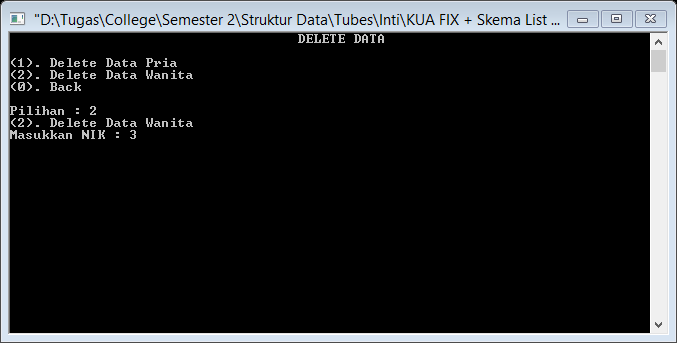 "D:\Tugas\College\Semester 2\Struktur Data\Tubes\Inti\KUA FIX + Skema List ...
DELETE DATA
(1). Delete Data Pria
(2). Delete Data Wanita
(0). Back
Pilihan : 2
(2). Delete Data Wanita
Masukkan NIK : 3